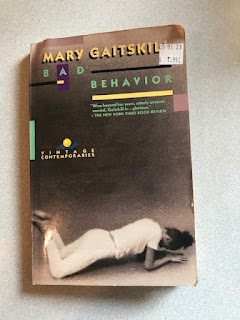 MARY GAITSKIL
BAD
BEHAVIOR
"Wise beyond her years, utterly unsenti-
mental, Gaitskill is... glorious."
- THE NEW YORK TIMES BOOK REVIEW
VINTAGE
CONTEMPORARIES